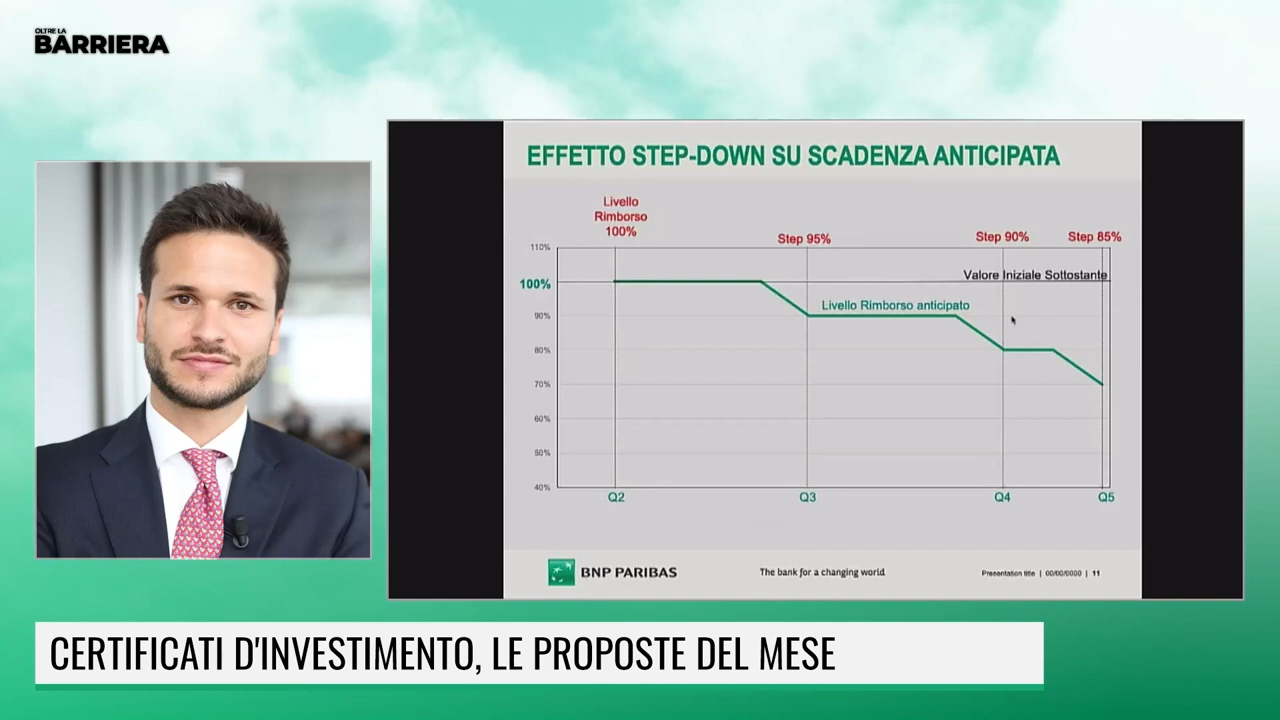 OLTRE LA
BARRIERA
EFFETTO STEP-DOWN SU SCADENZA ANTICIPATA
Livello
Rimborso
100%
Step 95%
Step 90%
Step 85%
110%
Valore Iniziale Sottostante
100%
Livello Rimborso anticipato
90%
80%
70%
60%
50%
40%
Q2
Q3
Q4
Q5
BNP PARIBAS
The bank for a changing world
Presentation title | 00/00/0000 | 11
CERTIFICATI D'INVESTIMENTO, LE PROPOSTE DEL MESE